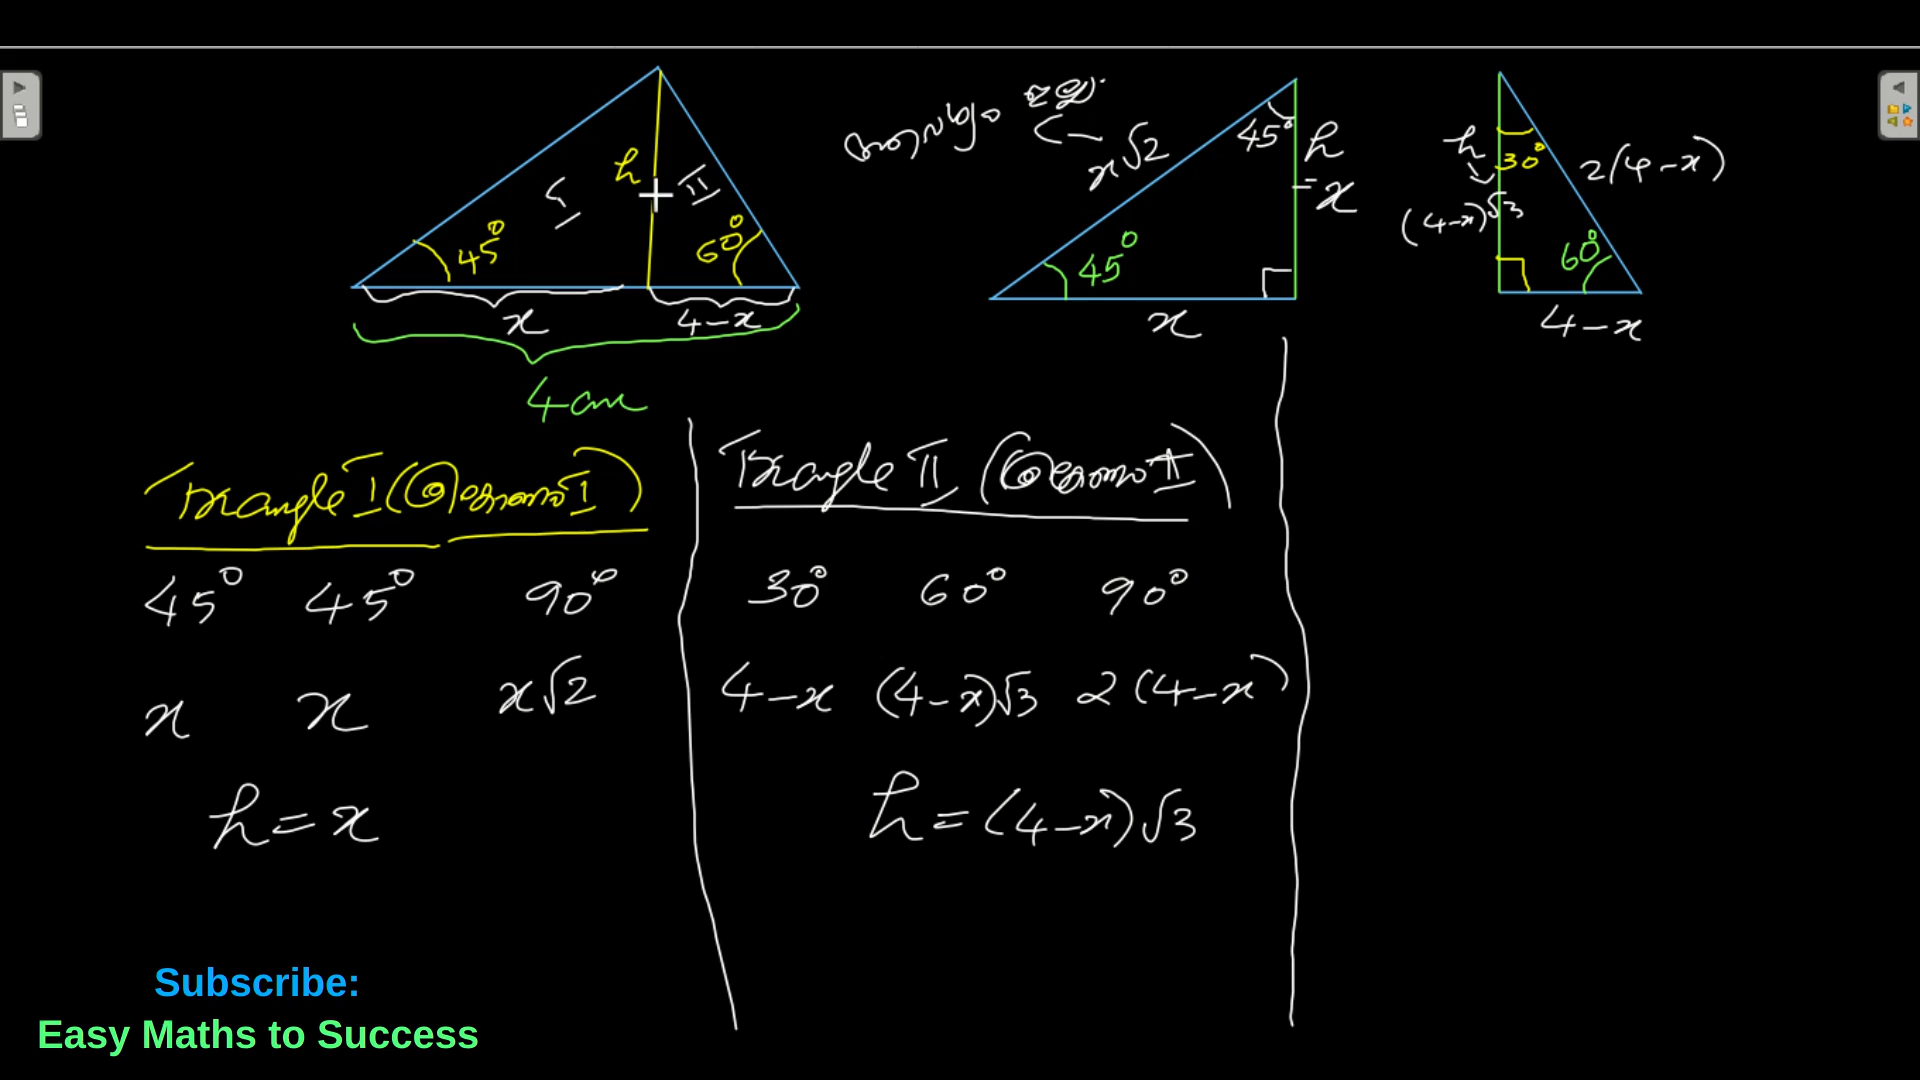 h
I
II
45°
60°
x
4-x
4cm
x√2
45°
h
=x
45°
x
h
30°
2(4-x)
(4-x)√3
60°
4-x
Triangle I (ത്രികോണം I)
45° 45° 90°
x x x√2
h=x
Triangle II (ത്രികോണം II)
30° 60° 90°
4-x (4-x)√3 2(4-x)
h=(4-x)√3
Subscribe:
Easy Maths to Success